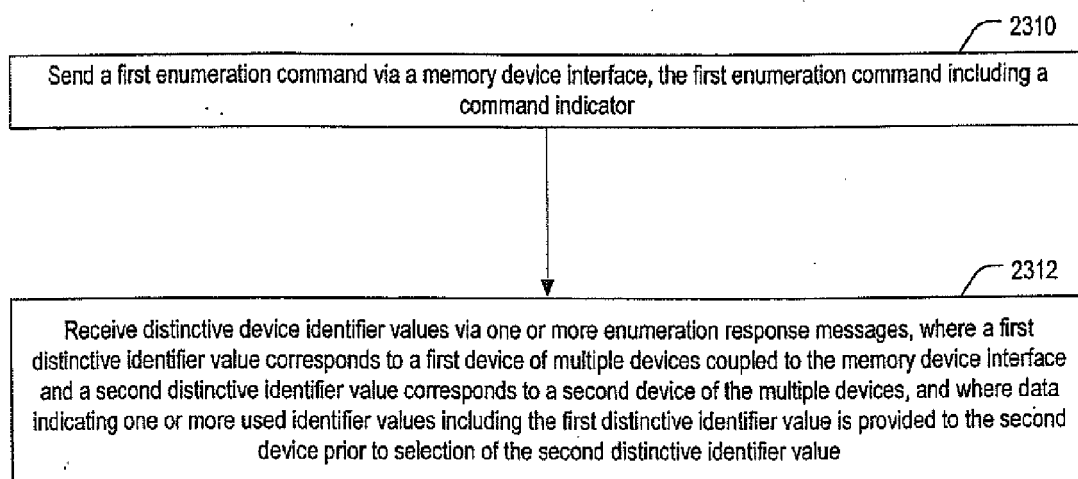 2310
Send a first enumeration command via a memory device interface, the first enumeration command including a
command indicator
2312
Receive distinctive device identifier values via one or more enumeration response messages, where a first
distinctive identifier value corresponds to a first device of multiple devices coupled to the memory device interface
and a second distinctive identifier value corresponds to a second device of the multiple devices, and where data
indicating one or more used identifier values including the first distinctive identifier value is provided to the second
device prior to selection of the second distinctive identifier value